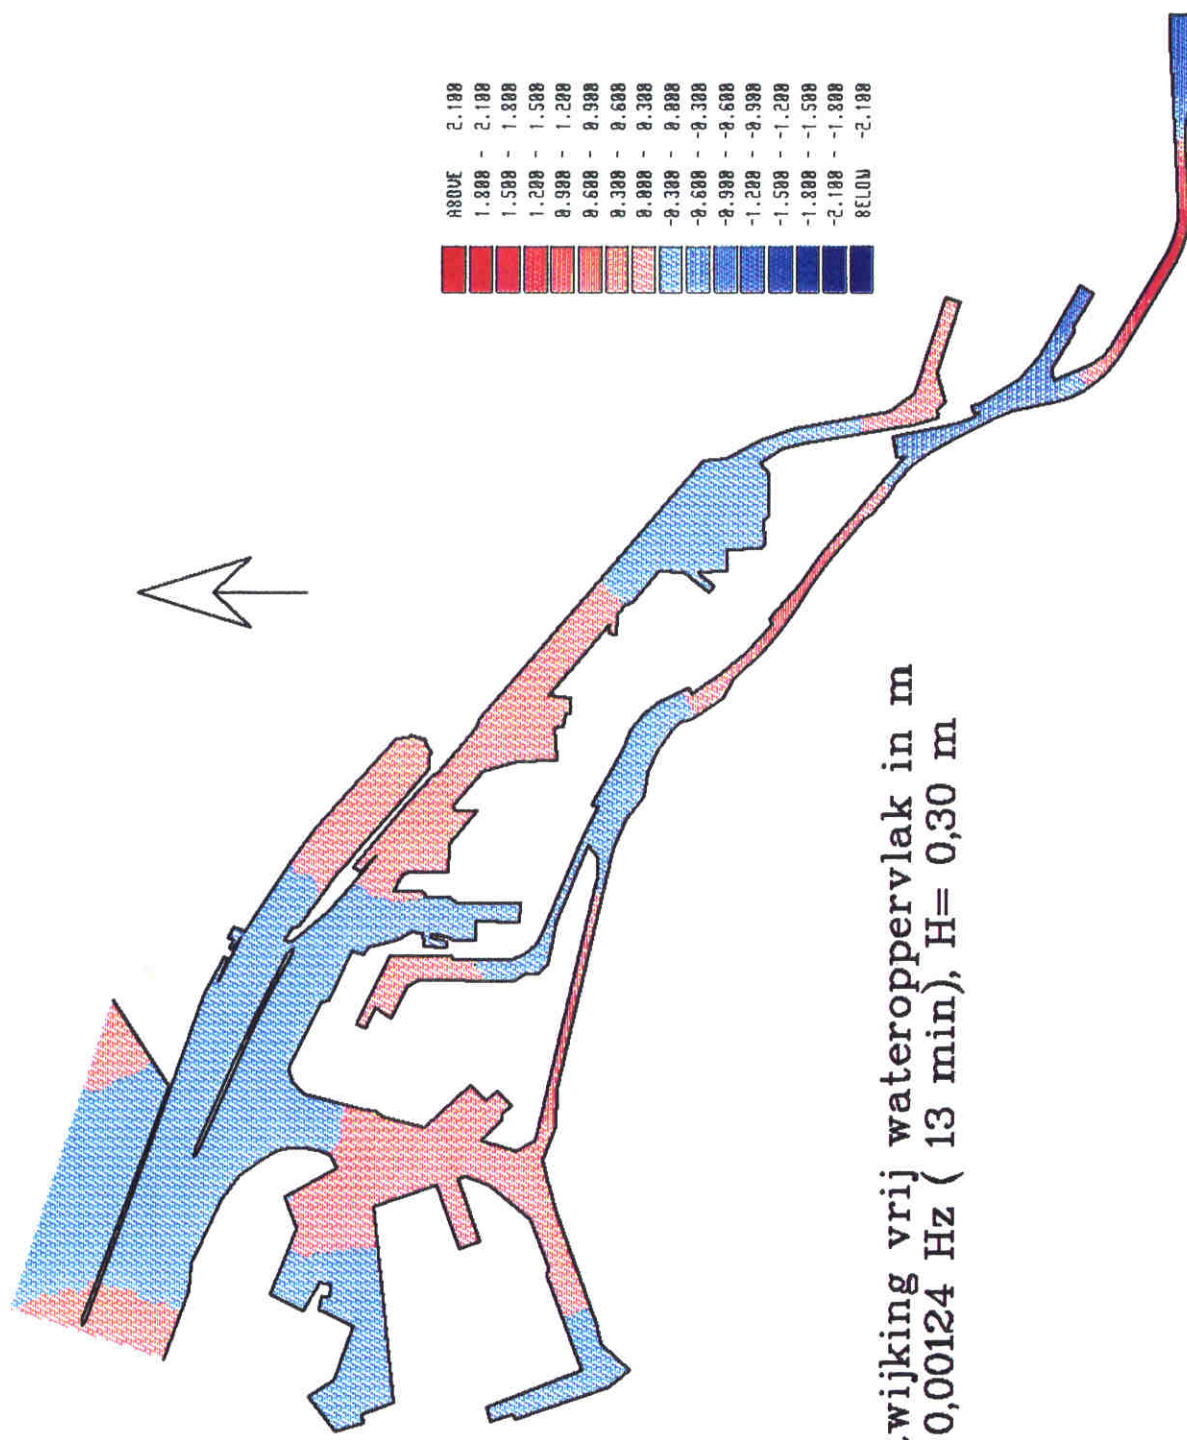 ABOVE 2.100
1.800 - 2.100
1.500 - 1.800
1.200 - 1.500
0.900 - 1.200
0.600 - 0.900
0.300 - 0.600
0.000 - 0.300
-0.300 - 0.000
-0.600 - -0.300
-0.900 - -0.600
-1.200 - -0.900
-1.500 - -1.200
-1.800 - -1.500
-2.100 - -1.800
BELOW -2.100
wijking vrij wateroppervlak in m
0,00124 Hz ( 13 min), H= 0,30 m